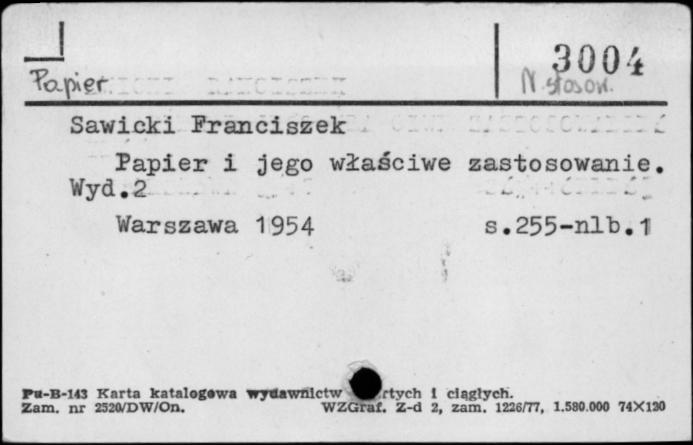 3004
Papier
N. stosow.
Sawicki Franciszek
Papier i jego właściwe zastosowanie.
Wyd.2
Warszawa 1954 s.255-nlb.1
Pu-B-143 Karta katalogowa wydawnictw rtych i ciągłych.
Zam. nr 2520/DW/On. WZGraf. Z-d 2, zam. 1226/77, 1.580.000 74X120